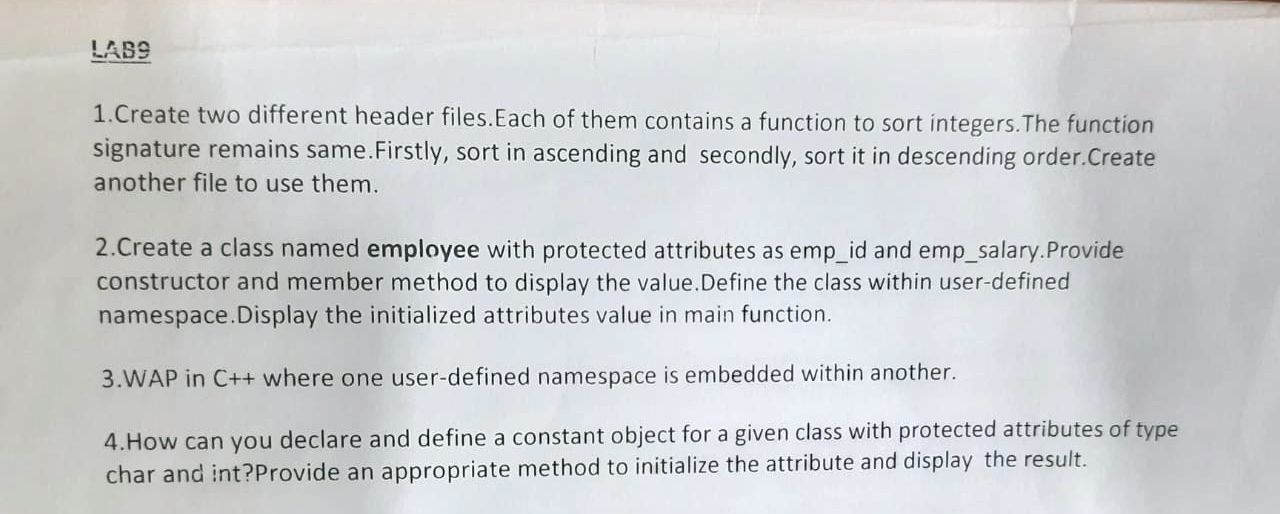 LAB9
1.Create two different header files.Each of them contains a function to sort integers.The function
signature remains same.Firstly, sort in ascending and secondly, sort it in descending order.Create
another file to use them.
2.Create a class named employee with protected attributes as emp_id and emp_salary.Provide
constructor and member method to display the value.Define the class within user-defined
namespace.Display the initialized attributes value in main function.
3.WAP in C++ where one user-defined namespace is embedded within another.
4.How can you declare and define a constant object for a given class with protected attributes of type
char and int?Provide an appropriate method to initialize the attribute and display the result.